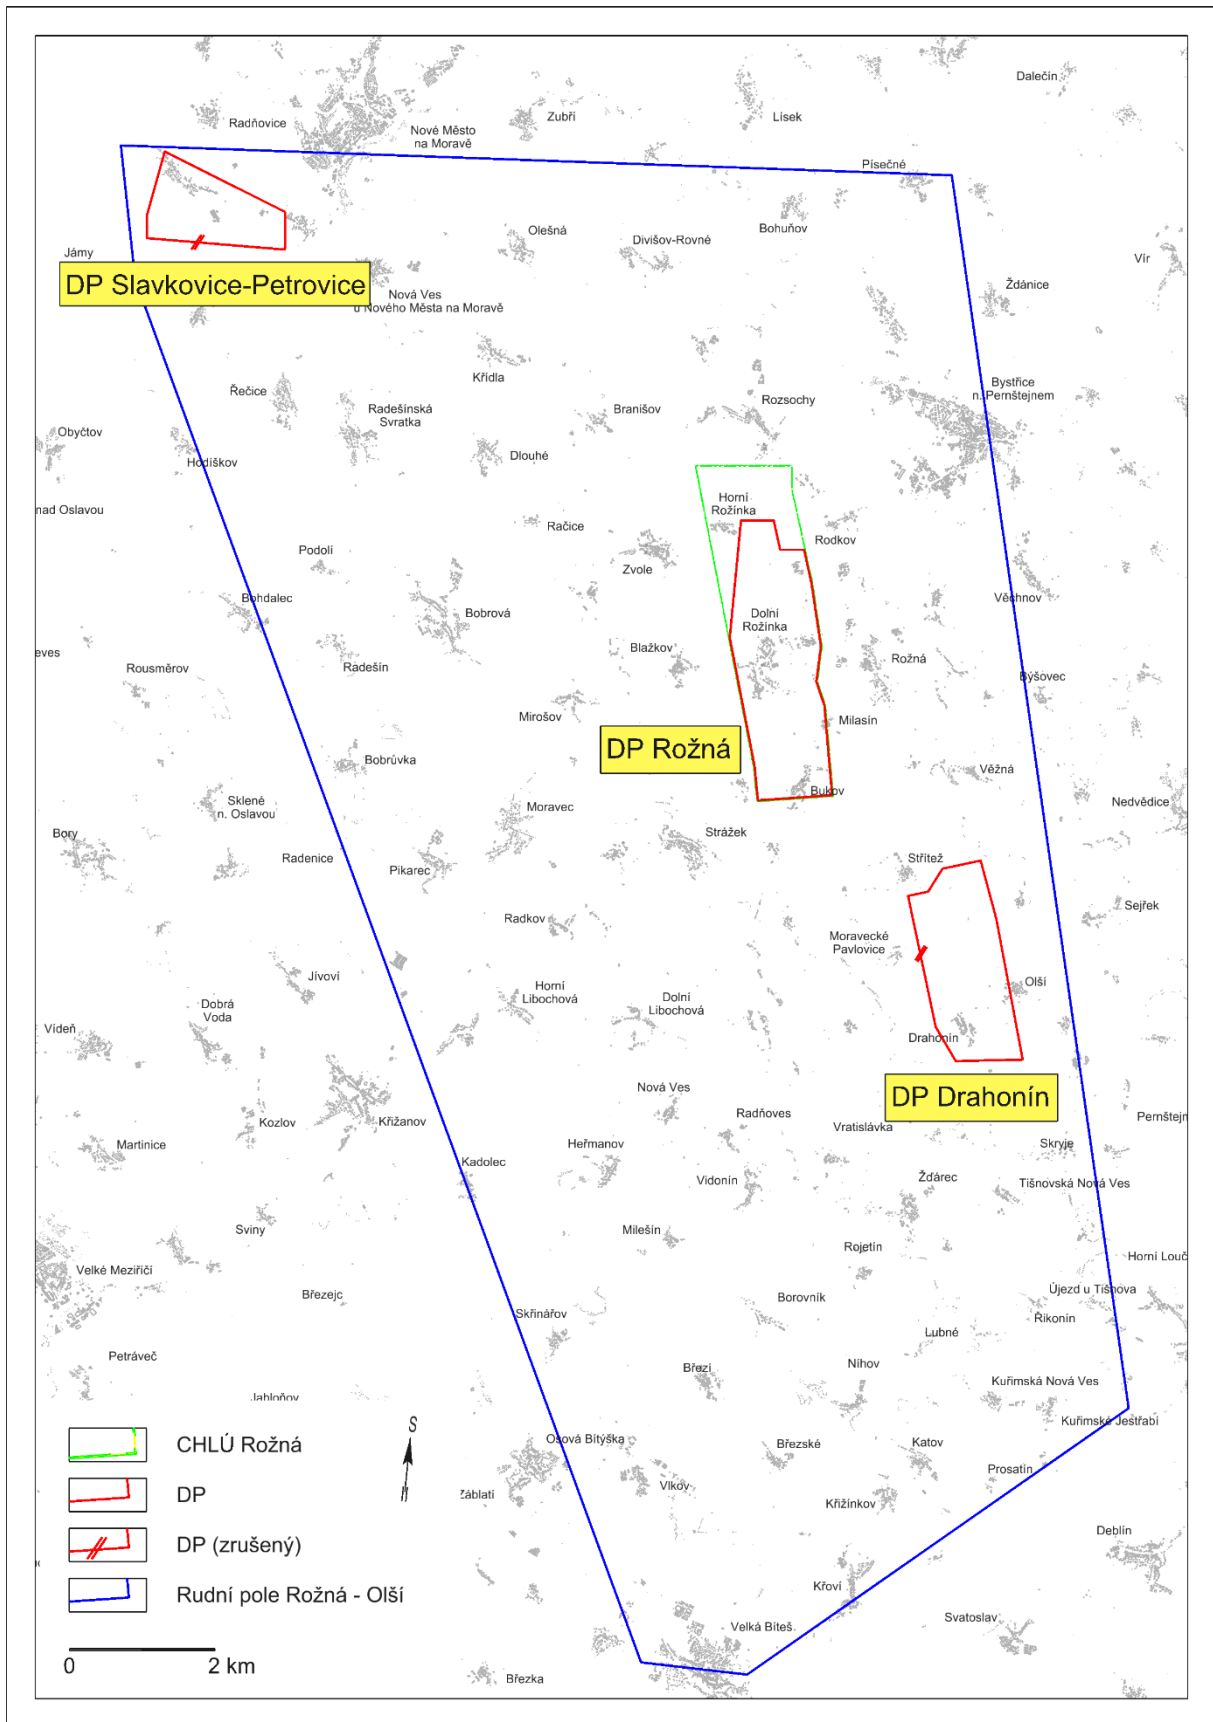 Dalečín
Radňovice
Nové Město
na Moravě
Zubří
Lísek
Písečné
Jámy
Olešná
Divišov-Rovné
Bohuňov
Vír
DP Slavkovice-Petrovice
Nová Ves
u Nového Města na Moravě
Ždánice
Křídla
Řečice
Radešínská
Svratka
Branišov
Rozsochy
Bystřice
n. Pernštejnem
Obyčtov
Hodíškov
Dlouhé
nad Oslavou
Horní
Rožínka
Račice
Rodkov
Podolí
Zvole
Bohdalec
Bobrová
Dolní
Rožínka
Věchnov
eves
Rousměrov
Radešín
Blažkov
Rožná
Býšovec
Mirošov
Milasín
DP Rožná
Bobrůvka
Věžná
Sklené
n. Oslavou
Moravec
Bukov
Nedvědice
Bory
Radenice
Pikarec
Strážek
Střítež
Radkov
Moravecké
Pavlovice
Sejřek
Jívoví
Horní
Libochová
Dolní
Libochová
Olší
Dobrá
Voda
Vídeň
Drahonín
DP Drahonín
Nová Ves
Radňoves
Vratislávka
Pernštejn
Martinice
Kozlov
Křižanov
Heřmanov
Skryje
Kadolec
Vidonín
Žďárec
Tišnovská Nová Ves
Sviny
Milešín
Rojetín
Horní Louč
Velké Meziříčí
Březejc
Skřinářov
Borovník
Újezd u Tišnova
Řikonín
Lubné
Petráveč
Březí
Níhov
Kuřimská Nová Ves
Jabloňov
Kuřimské Jestřabí
S
CHLÚ Rožná
Osová Bítýška
Březské
Katov
Prosatín
DP
Záblatí
Vlkov
Křižínkov
DP (zrušený)
Deblín
Rudní pole Rožná - Olší
Křoví
Svatoslav
Velká Bíteš
0 2 km
Březka